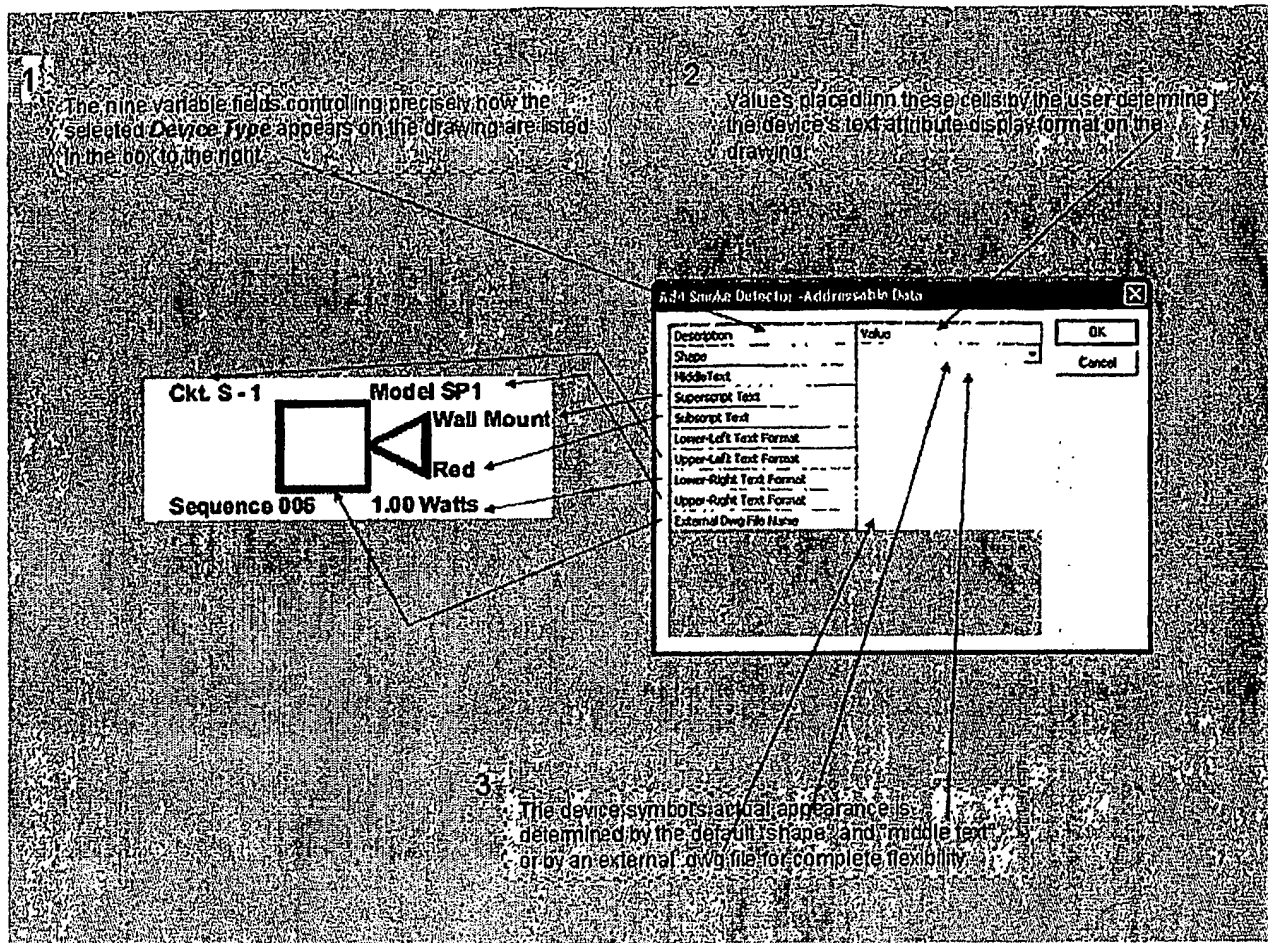 1
The nine variable fields controlling precisely how the
selected Device Type appears on the drawing are listed
in the box to the right
2
Values placed inn these cells by the user determine
the device's text attribute display format on the
drawing.
Add Smoke Detector -Addressable Data
Description
Value
OK
Shape
Cancel
MiddleText
Superscript Text
Subscript Text
Lower-Left Text Format
Upper-Left Text Format
Lower-Right Text Format
Upper-Right Text Format
External Dwg File Name
Ckt. S - 1
Model SP1
Wall Mount
Red
Sequence 006
1.00 Watts
3
The device symbols actual appearance is
determined by the default "shape" and "middle text"
or by an external .dwg file for complete flexibility